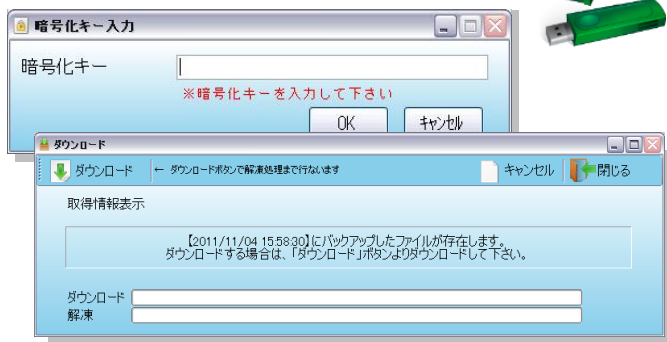 暗号化キー入力
暗号化キー
※暗号化キーを入力して下さい
OK キャンセル
ダウンロード
ダウンロード ← ダウンロードボタンで解凍処理まで行ないます キャンセル 閉じる
取得情報表示
【2011/11/04 15:58:30】にバックアップしたファイルが存在します。
ダウンロードする場合は、「ダウンロード」ボタンよりダウンロードして下さい。
ダウンロード
解凍